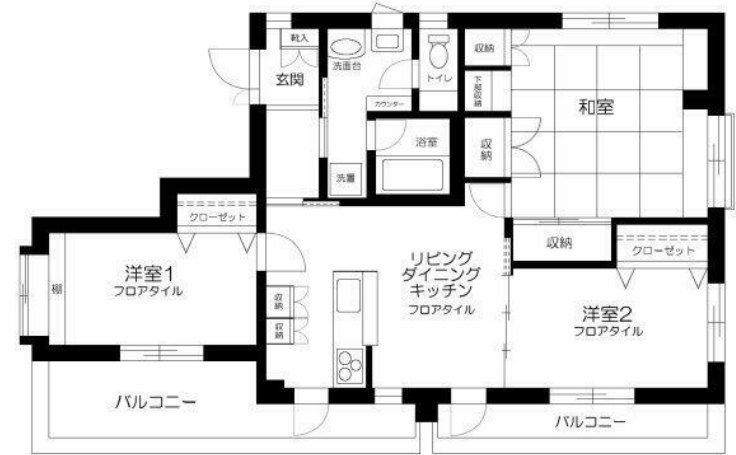 靴入
玄関
洗面台
トイレ
カウンター
浴室
洗置
収納
下部収納
収納
和室
収納
クローゼット
クローゼット
洋室1
フロアタイル
棚
収納
収納
リビング
ダイニング
キッチン
フロアタイル
洋室2
フロアタイル
バルコニー
バルコニー